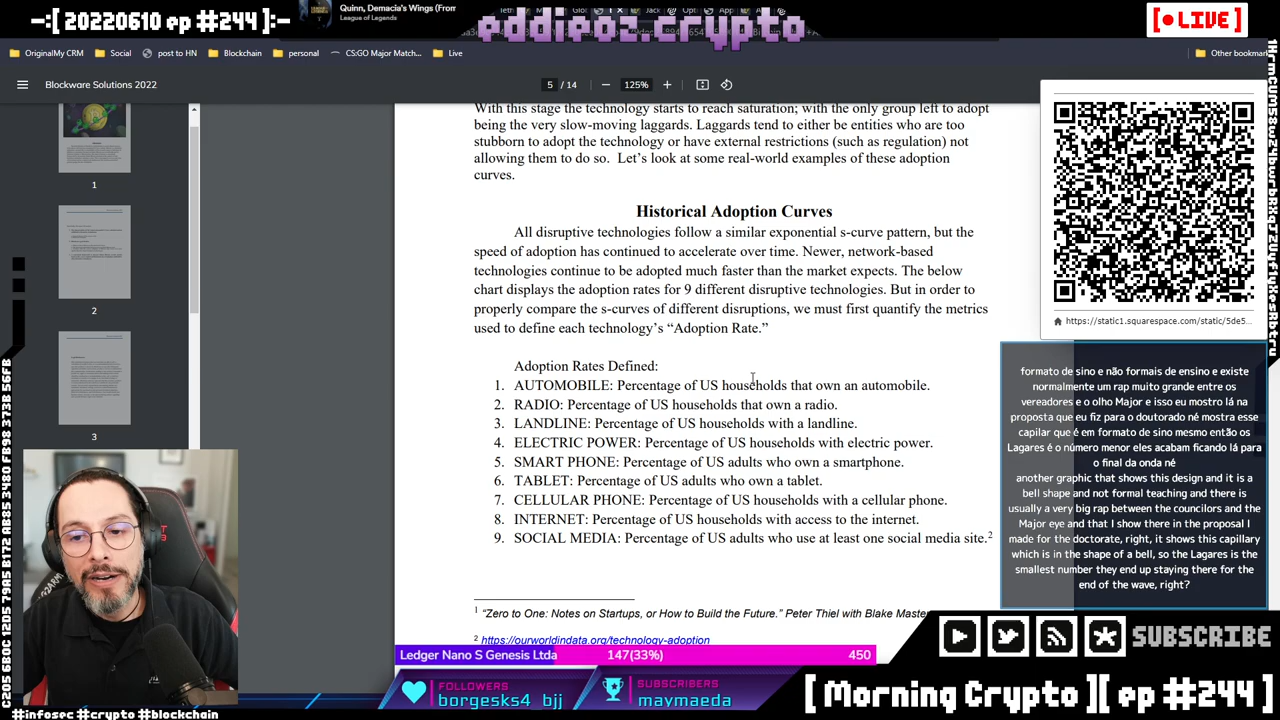 -:[ 20220610 ep #244 ]:-
Quinn, Demacia's Wings (From
League of Legends
eddieoz.crypto
[ LIVE ]
OriginalMy CRM
Social
post to HN
Blockchain
personal
CS:GO Major Match...
Live
Other bookmar
Blockware Solutions 2022
5 / 14
125%
1
2
3
With this stage the technology starts to reach saturation; with the only group left to adopt
being the very slow-moving laggards. Laggards tend to either be entities who are too
stubborn to adopt the technology or have external restrictions (such as regulation) not
allowing them to do so. Let's look at some real-world examples of these adoption
curves.
Historical Adoption Curves
All disruptive technologies follow a similar exponential s-curve pattern, but the
speed of adoption has continued to accelerate over time. Newer, network-based
technologies continue to be adopted much faster than the market expects. The below
chart displays the adoption rates for 9 different disruptive technologies. But in order to
properly compare the s-curves of different disruptions, we must first quantify the metrics
used to define each technology's “Adoption Rate.”
Adoption Rates Defined:
1. AUTOMOBILE: Percentage of US households that own an automobile.
2. RADIO: Percentage of US households that own a radio.
3. LANDLINE: Percentage of US households with a landline.
4. ELECTRIC POWER: Percentage of US households with electric power.
5. SMART PHONE: Percentage of US adults who own a smartphone.
6. TABLET: Percentage of US adults who own a tablet.
7. CELLULAR PHONE: Percentage of US households with a cellular phone.
8. INTERNET: Percentage of US households with access to the internet.
9. SOCIAL MEDIA: Percentage of US adults who use at least one social media site.2
1 “Zero to One: Notes on Startups, or How to Build the Future.” Peter Thiel with Blake Master
2 https://ourworldindata.org/technology-adoption
https://static1.squarespace.com/static/5de5...
formato de sino e não formais de ensino e existe
normalmente um rap muito grande entre os
vereadores e o olho Major e isso eu mostro lá na
proposta que eu fiz para o doutorado né mostra esse
capilar que é em formato de sino mesmo então os
Lagares é o número menor eles acabam ficando lá para
o final da onda né
another graphic that shows this design and it is a
bell shape and not formal teaching and there is
usually a very big rap between the councilors and the
Major eye and that I show there in the proposal I
made for the doctorate, right, it shows this capillary
which is in the shape of a bell, so the Lagares is the
smallest number they end up staying there for the
end of the wave, right?
Ledger Nano S Genesis Ltda
147(33%)
450
SUBSCRIBE
FOLLOWERS
borgesks4_bjj
SUBSCRIBERS
maymaeda
[ Morning Crypto ][ ep #244 ]
#infosec #crypto #blockchain